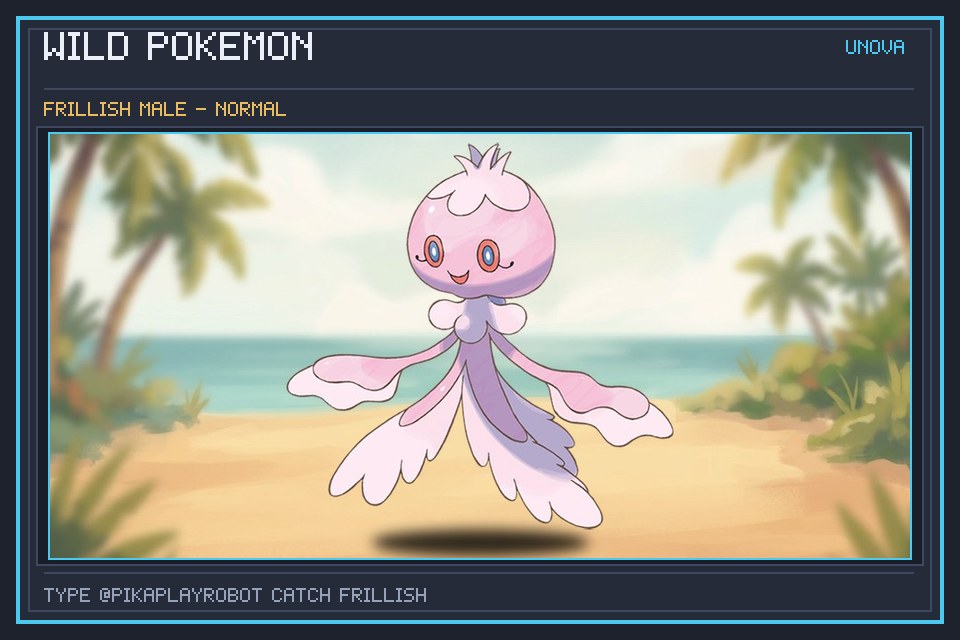 WILD POKEMON
UNOVA
FRILLISH MALE - NORMAL
TYPE @PIKAPLAYROBOT CATCH FRILLISH